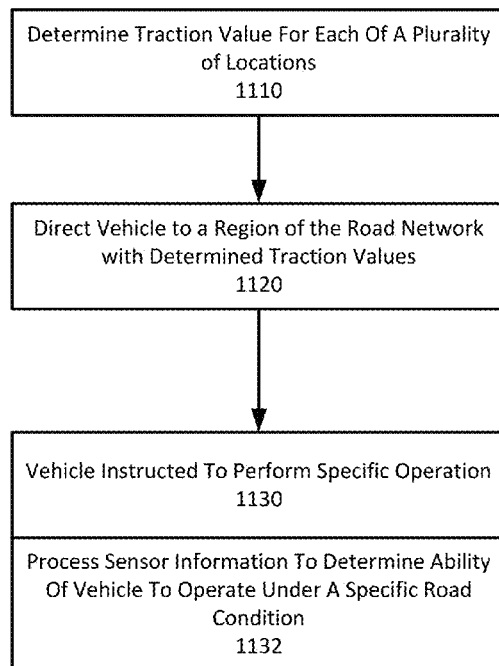 Determine Traction Value For Each Of A Plurality
of Locations
1110
Direct Vehicle to a Region of the Road Network
with Determined Traction Values
1120
Vehicle Instructed To Perform Specific Operation
1130
Process Sensor Information To Determine Ability
Of Vehicle To Operate Under A Specific Road
Condition
1132